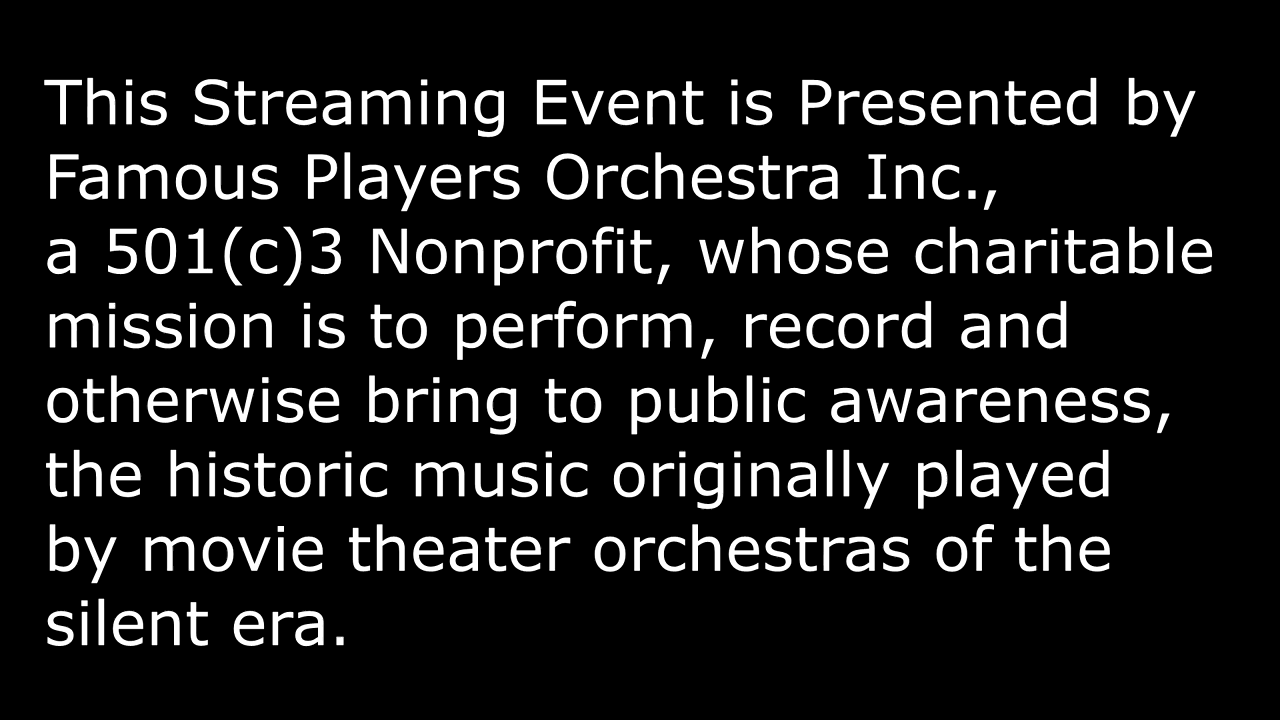 This Streaming Event is Presented by
Famous Players Orchestra Inc.,
a 501(c)3 Nonprofit, whose charitable
mission is to perform, record and
otherwise bring to public awareness,
the historic music originally played
by movie theater orchestras of the
silent era.